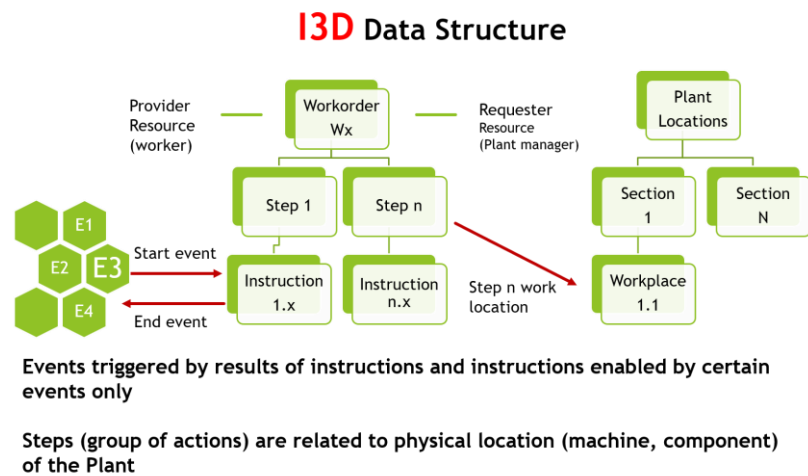 I3D Data Structure
Provider
Resource
(worker)
Workorder
Wx
Requester
Resource
(Plant manager)
Plant
Locations
Step 1
Step n
Section
1
Section
N
E1
E2
E3
E4
Start event
End event
Instruction
1.x
Instruction
n.x
Step n work
location
Workplace
1.1
Events triggered by results of instructions and instructions enabled by certain
events only
Steps (group of actions) are related to physical location (machine, component)
of the Plant